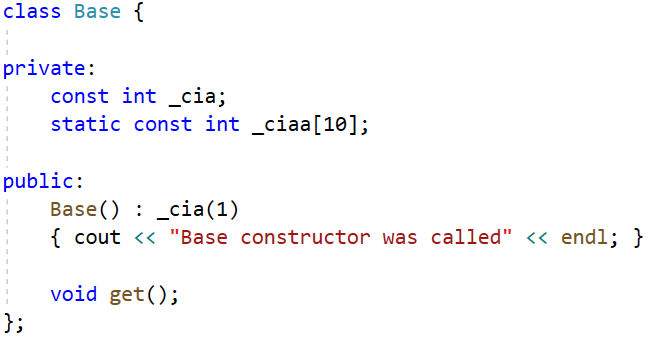 class Base {
private:
    const int _cia;
    static const int _ciaa[10];
public:
    Base() : _cia(1)
    { cout << "Base constructor was called" << endl; }
    void get();
};